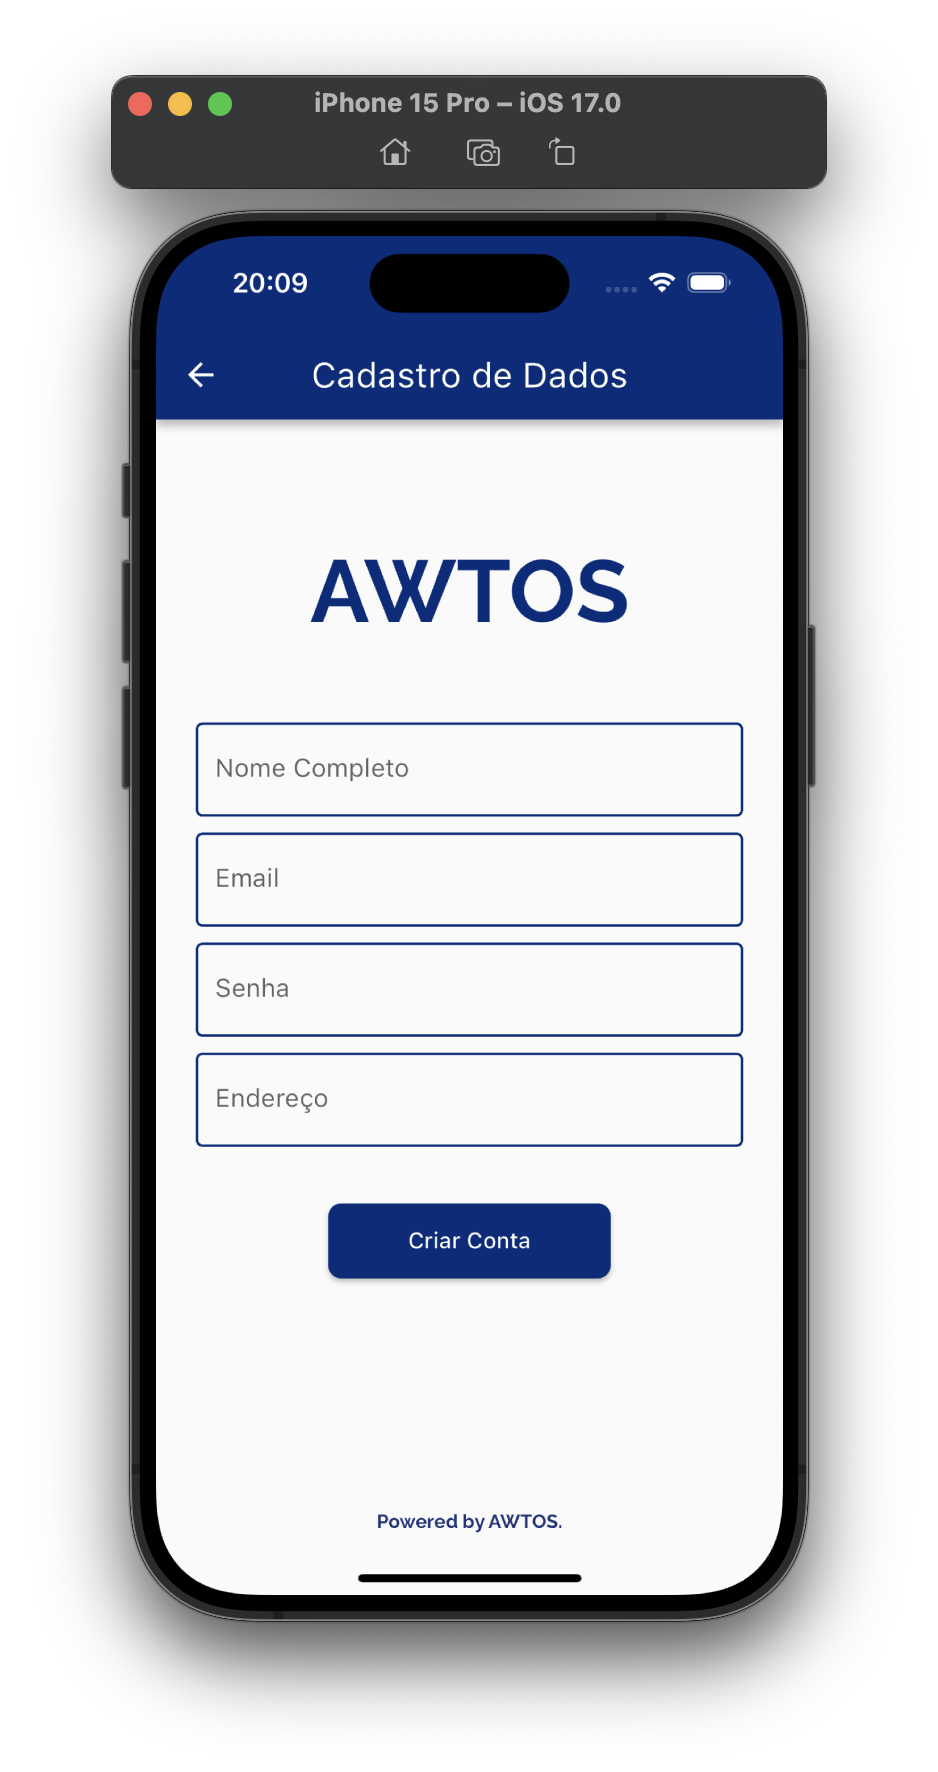 iPhone 15 Pro – iOS 17.0
20:09
Cadastro de Dados
AWTOS
Nome Completo
Email
Senha
Endereço
Criar Conta
Powered by AWTOS.